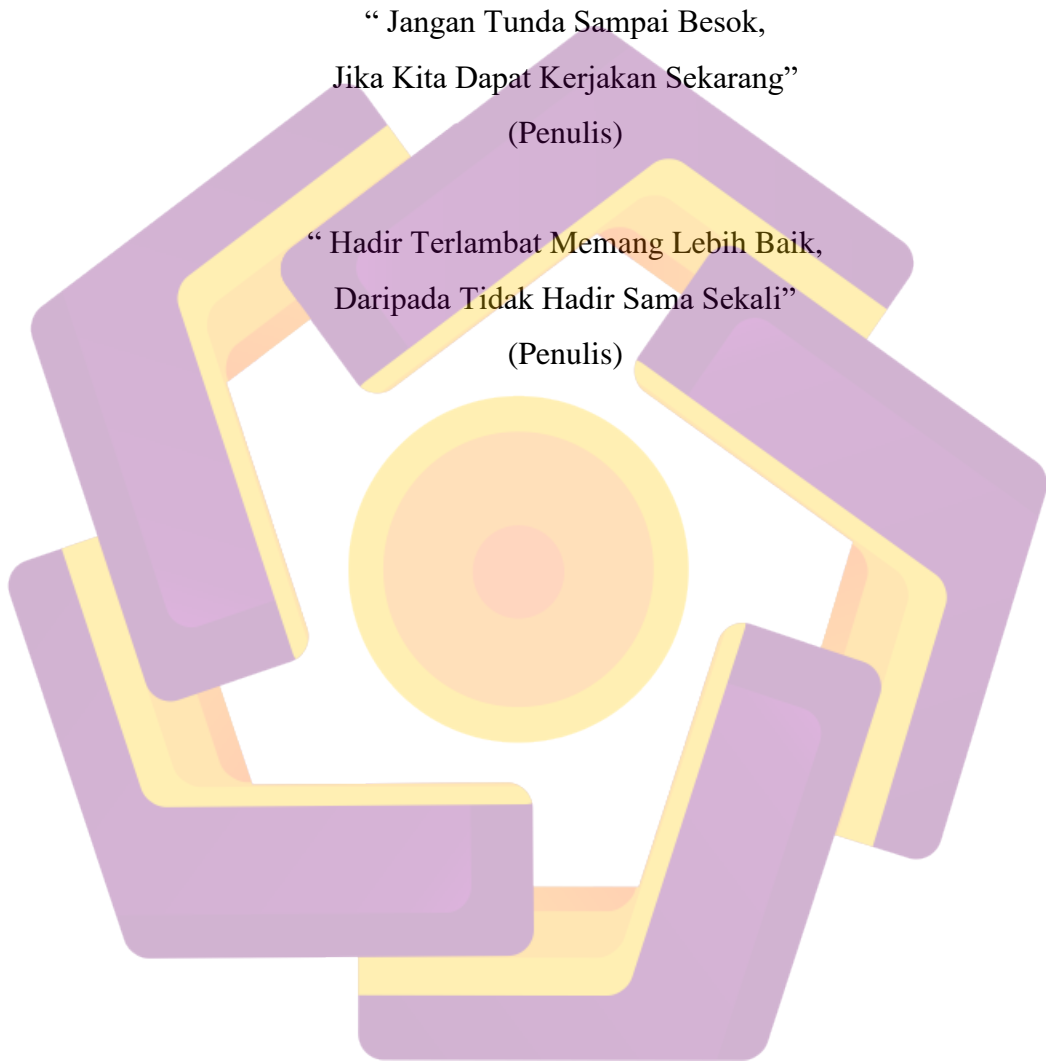 “ Jangan Tunda Sampai Besok,
Jika Kita Dapat Kerjakan Sekarang”
(Penulis)
“ Hadir Terlambat Memang Lebih Baik,
Daripada Tidak Hadir Sama Sekali”
(Penulis)